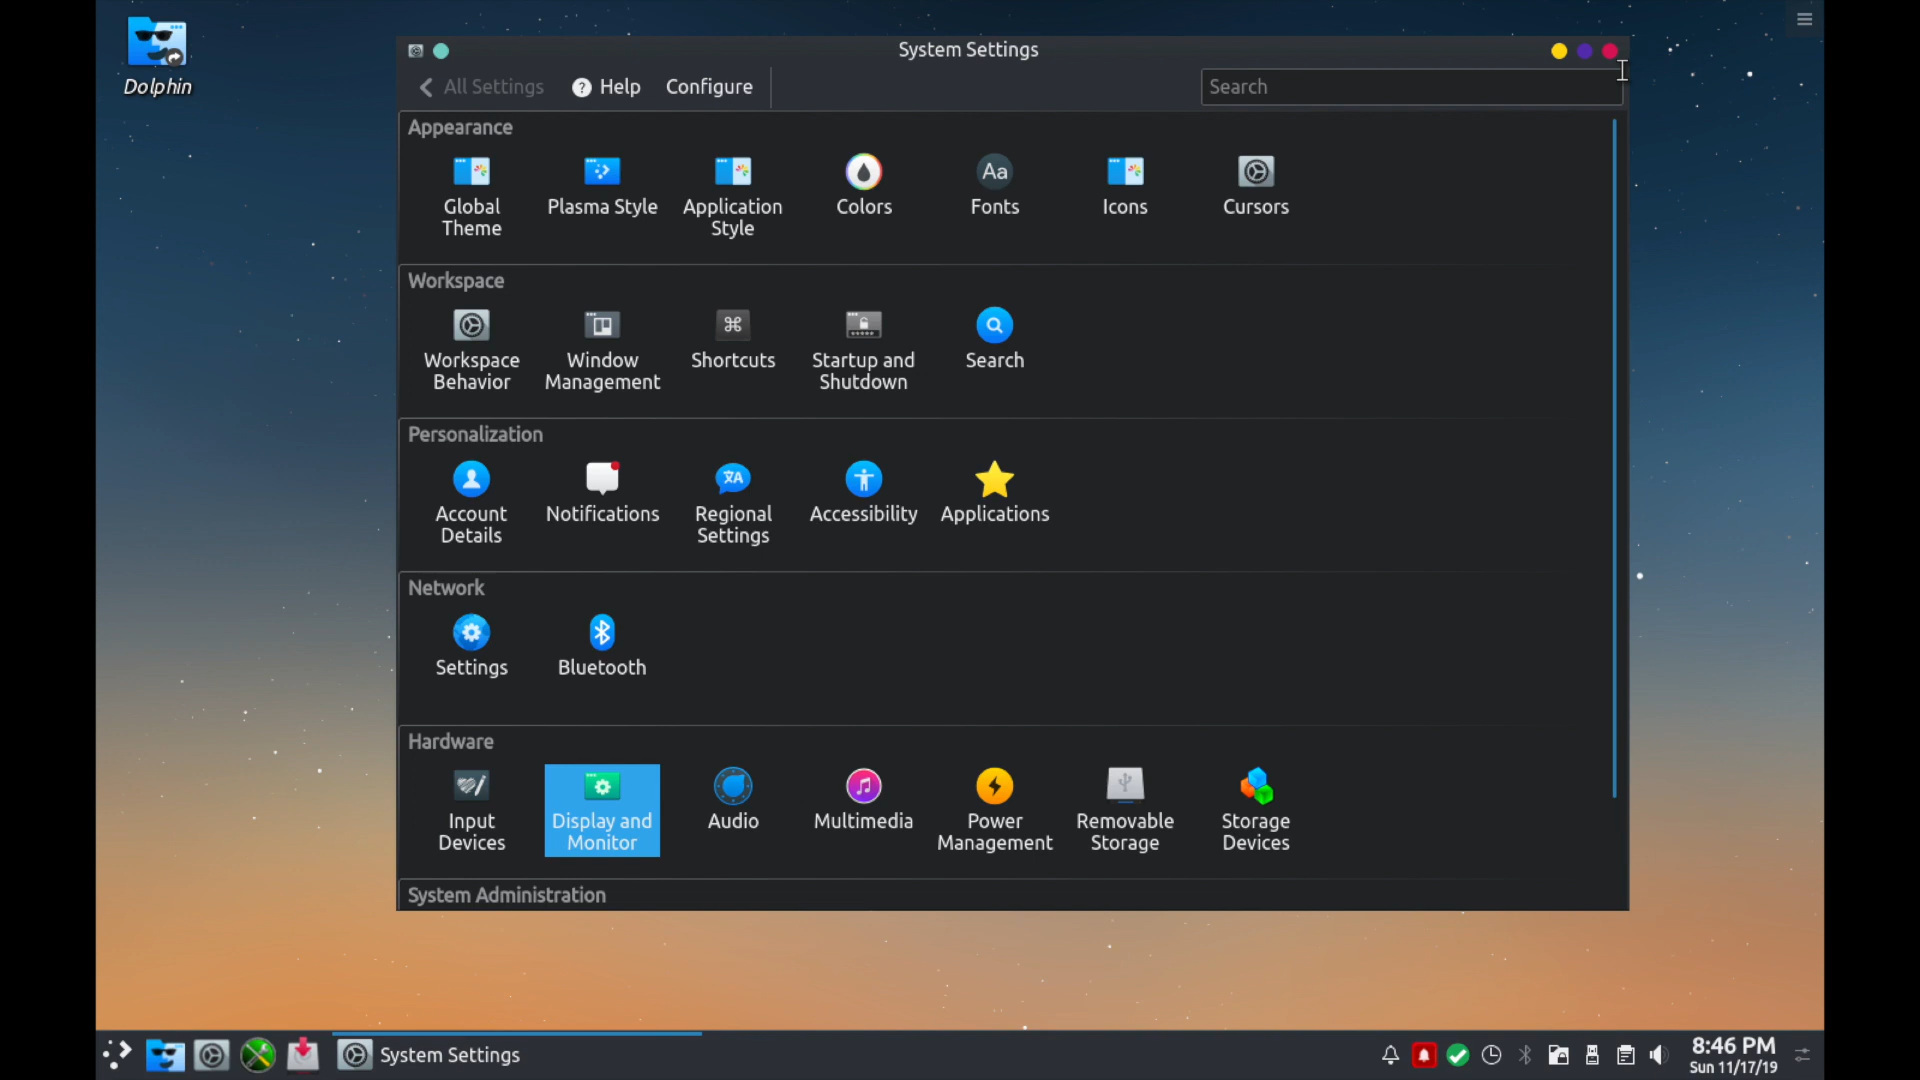 Dolphin
System Settings
All Settings
Help
Configure
Search
Appearance
Global
Theme
Plasma Style
Application
Style
Colors
Aa
Fonts
Icons
Cursors
Workspace
Workspace
Behavior
Window
Management
Shortcuts
Startup and
Shutdown
Search
Personalization
Account
Details
Notifications
Regional
Settings
Accessibility
Applications
Network
Settings
Bluetooth
Hardware
Input
Devices
Display and
Monitor
Audio
Multimedia
Power
Management
Removable
Storage
Storage
Devices
System Administration
System Settings
8:46 PM
Sun 11/17/19